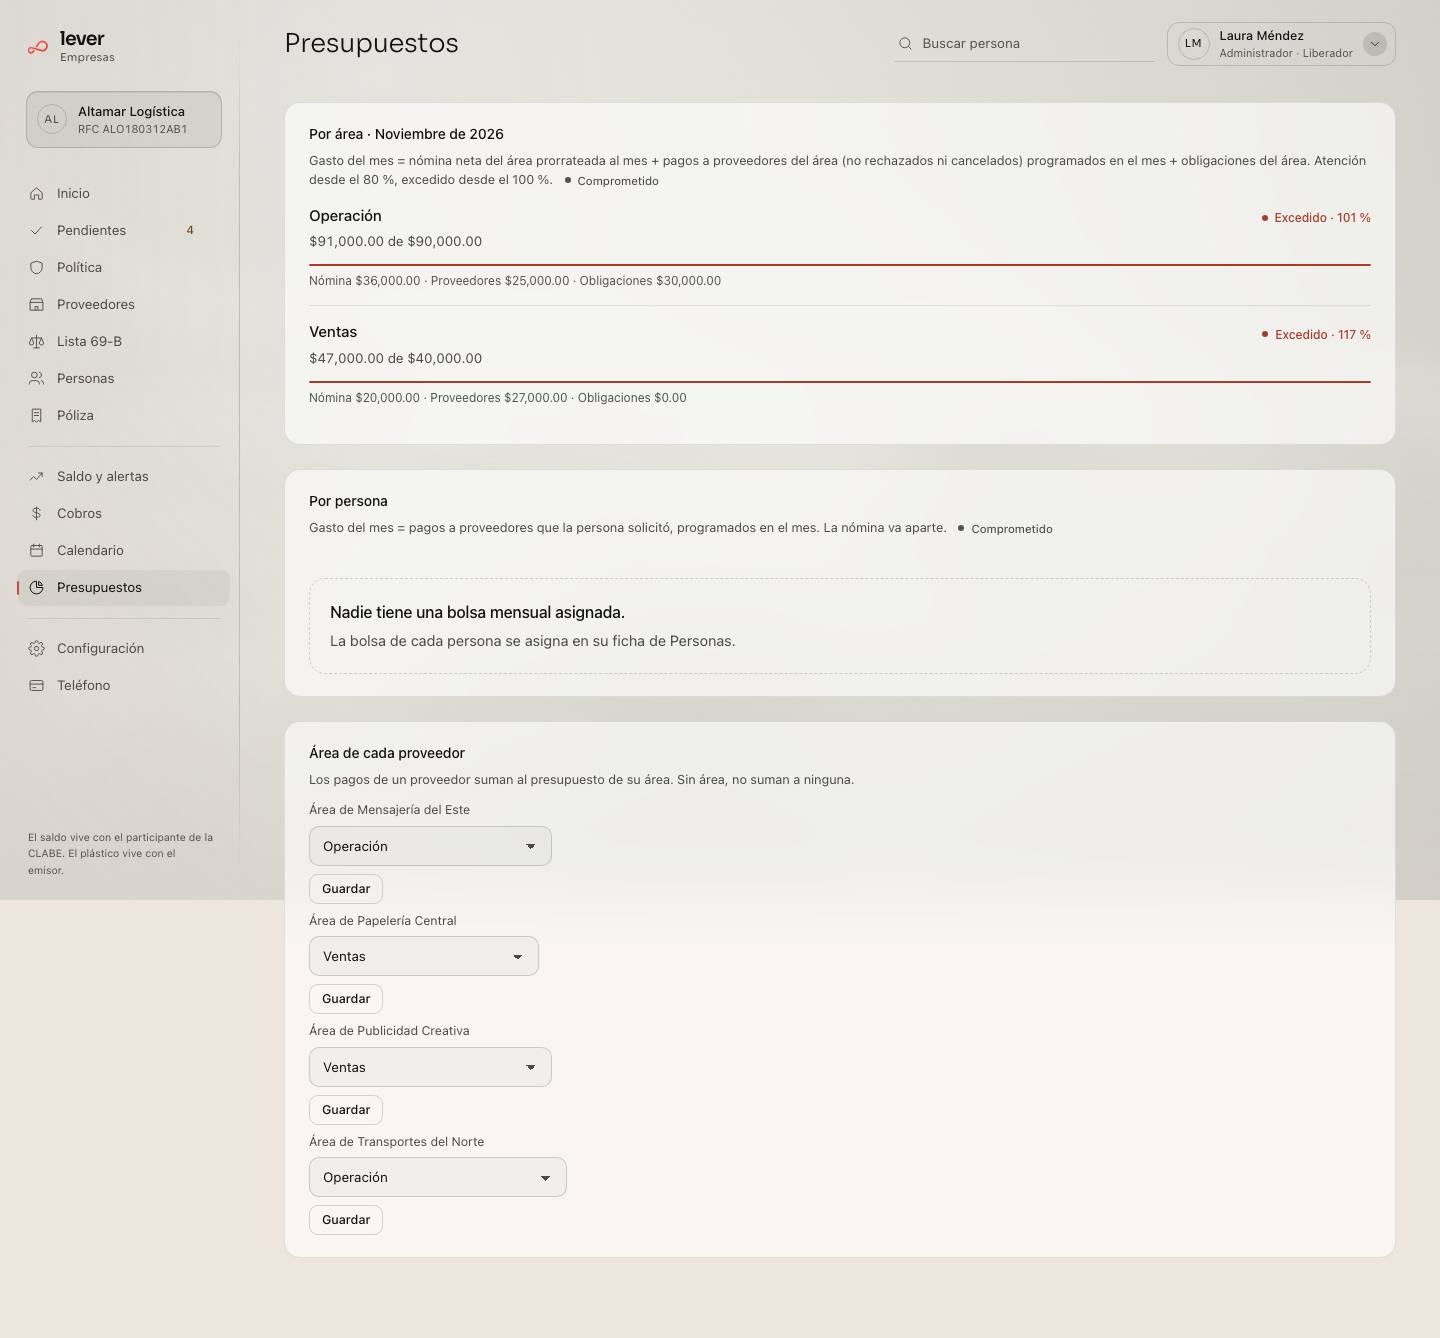 lever
Empresas
AL
Altamar Logística
RFC ALO180312AB1
Inicio
Pendientes 4
Política
Proveedores
Lista 69-B
Personas
Póliza
Saldo y alertas
Cobros
Calendario
Presupuestos
Configuración
Teléfono
El saldo vive con el participante de la
CLABE. El plástico vive con el
emisor.
Presupuestos
Buscar persona
LM
Laura Méndez
Administrador · Liberador
Por área · Noviembre de 2026
Gasto del mes = nómina neta del área prorrateada al mes + pagos a proveedores del área (no rechazados ni cancelados) programados en el mes + obligaciones del área. Atención
desde el 80 %, excedido desde el 100 %. ● Comprometido
Operación
● Excedido · 101 %
$91,000.00 de $90,000.00
Nómina $36,000.00 · Proveedores $25,000.00 · Obligaciones $30,000.00
Ventas
● Excedido · 117 %
$47,000.00 de $40,000.00
Nómina $20,000.00 · Proveedores $27,000.00 · Obligaciones $0.00
Por persona
Gasto del mes = pagos a proveedores que la persona solicitó, programados en el mes. La nómina va aparte. ● Comprometido
Nadie tiene una bolsa mensual asignada.
La bolsa de cada persona se asigna en su ficha de Personas.
Área de cada proveedor
Los pagos de un proveedor suman al presupuesto de su área. Sin área, no suman a ninguna.
Área de Mensajería del Este
Operación
Guardar
Área de Papelería Central
Ventas
Guardar
Área de Publicidad Creativa
Ventas
Guardar
Área de Transportes del Norte
Operación
Guardar